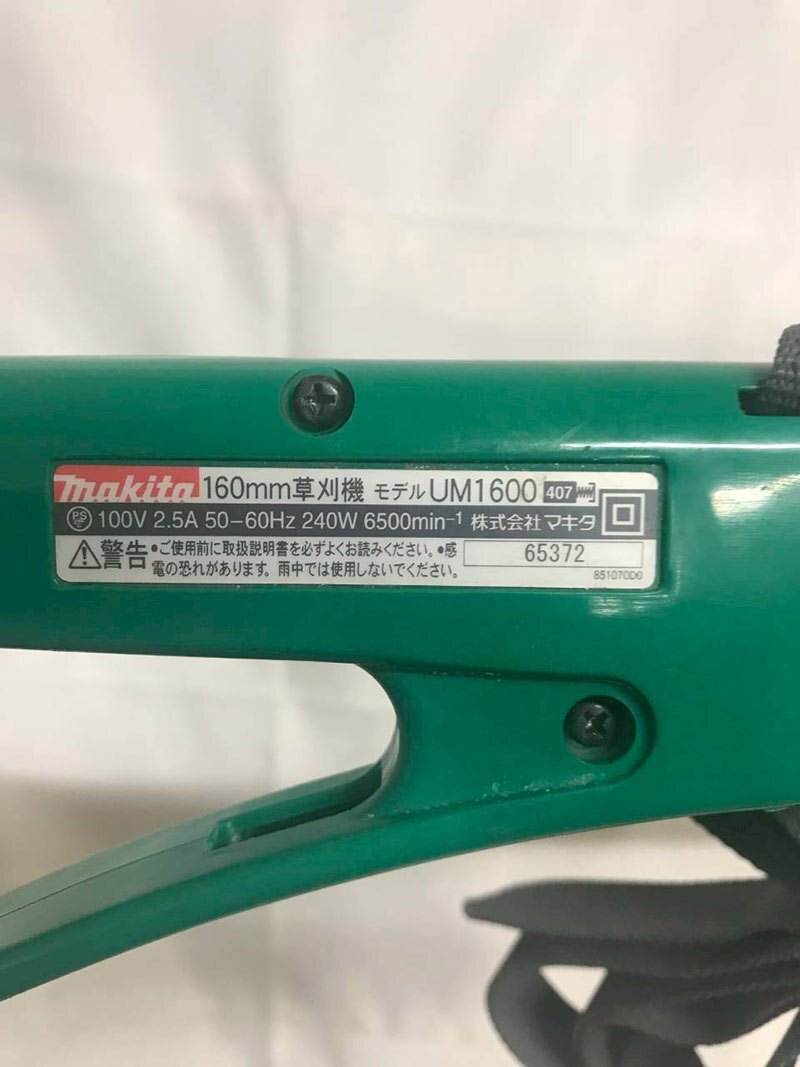 makita 160mm草刈機 モデル UM1600 407
PS E 100V 2.5A 50-60Hz 240W 6500min-1 株式会社マキタ
警告 •ご使用前に取扱説明書を必ずよくお読みください。•感
電の恐れがあります。雨中では使用しないでください。
65372
851070D0